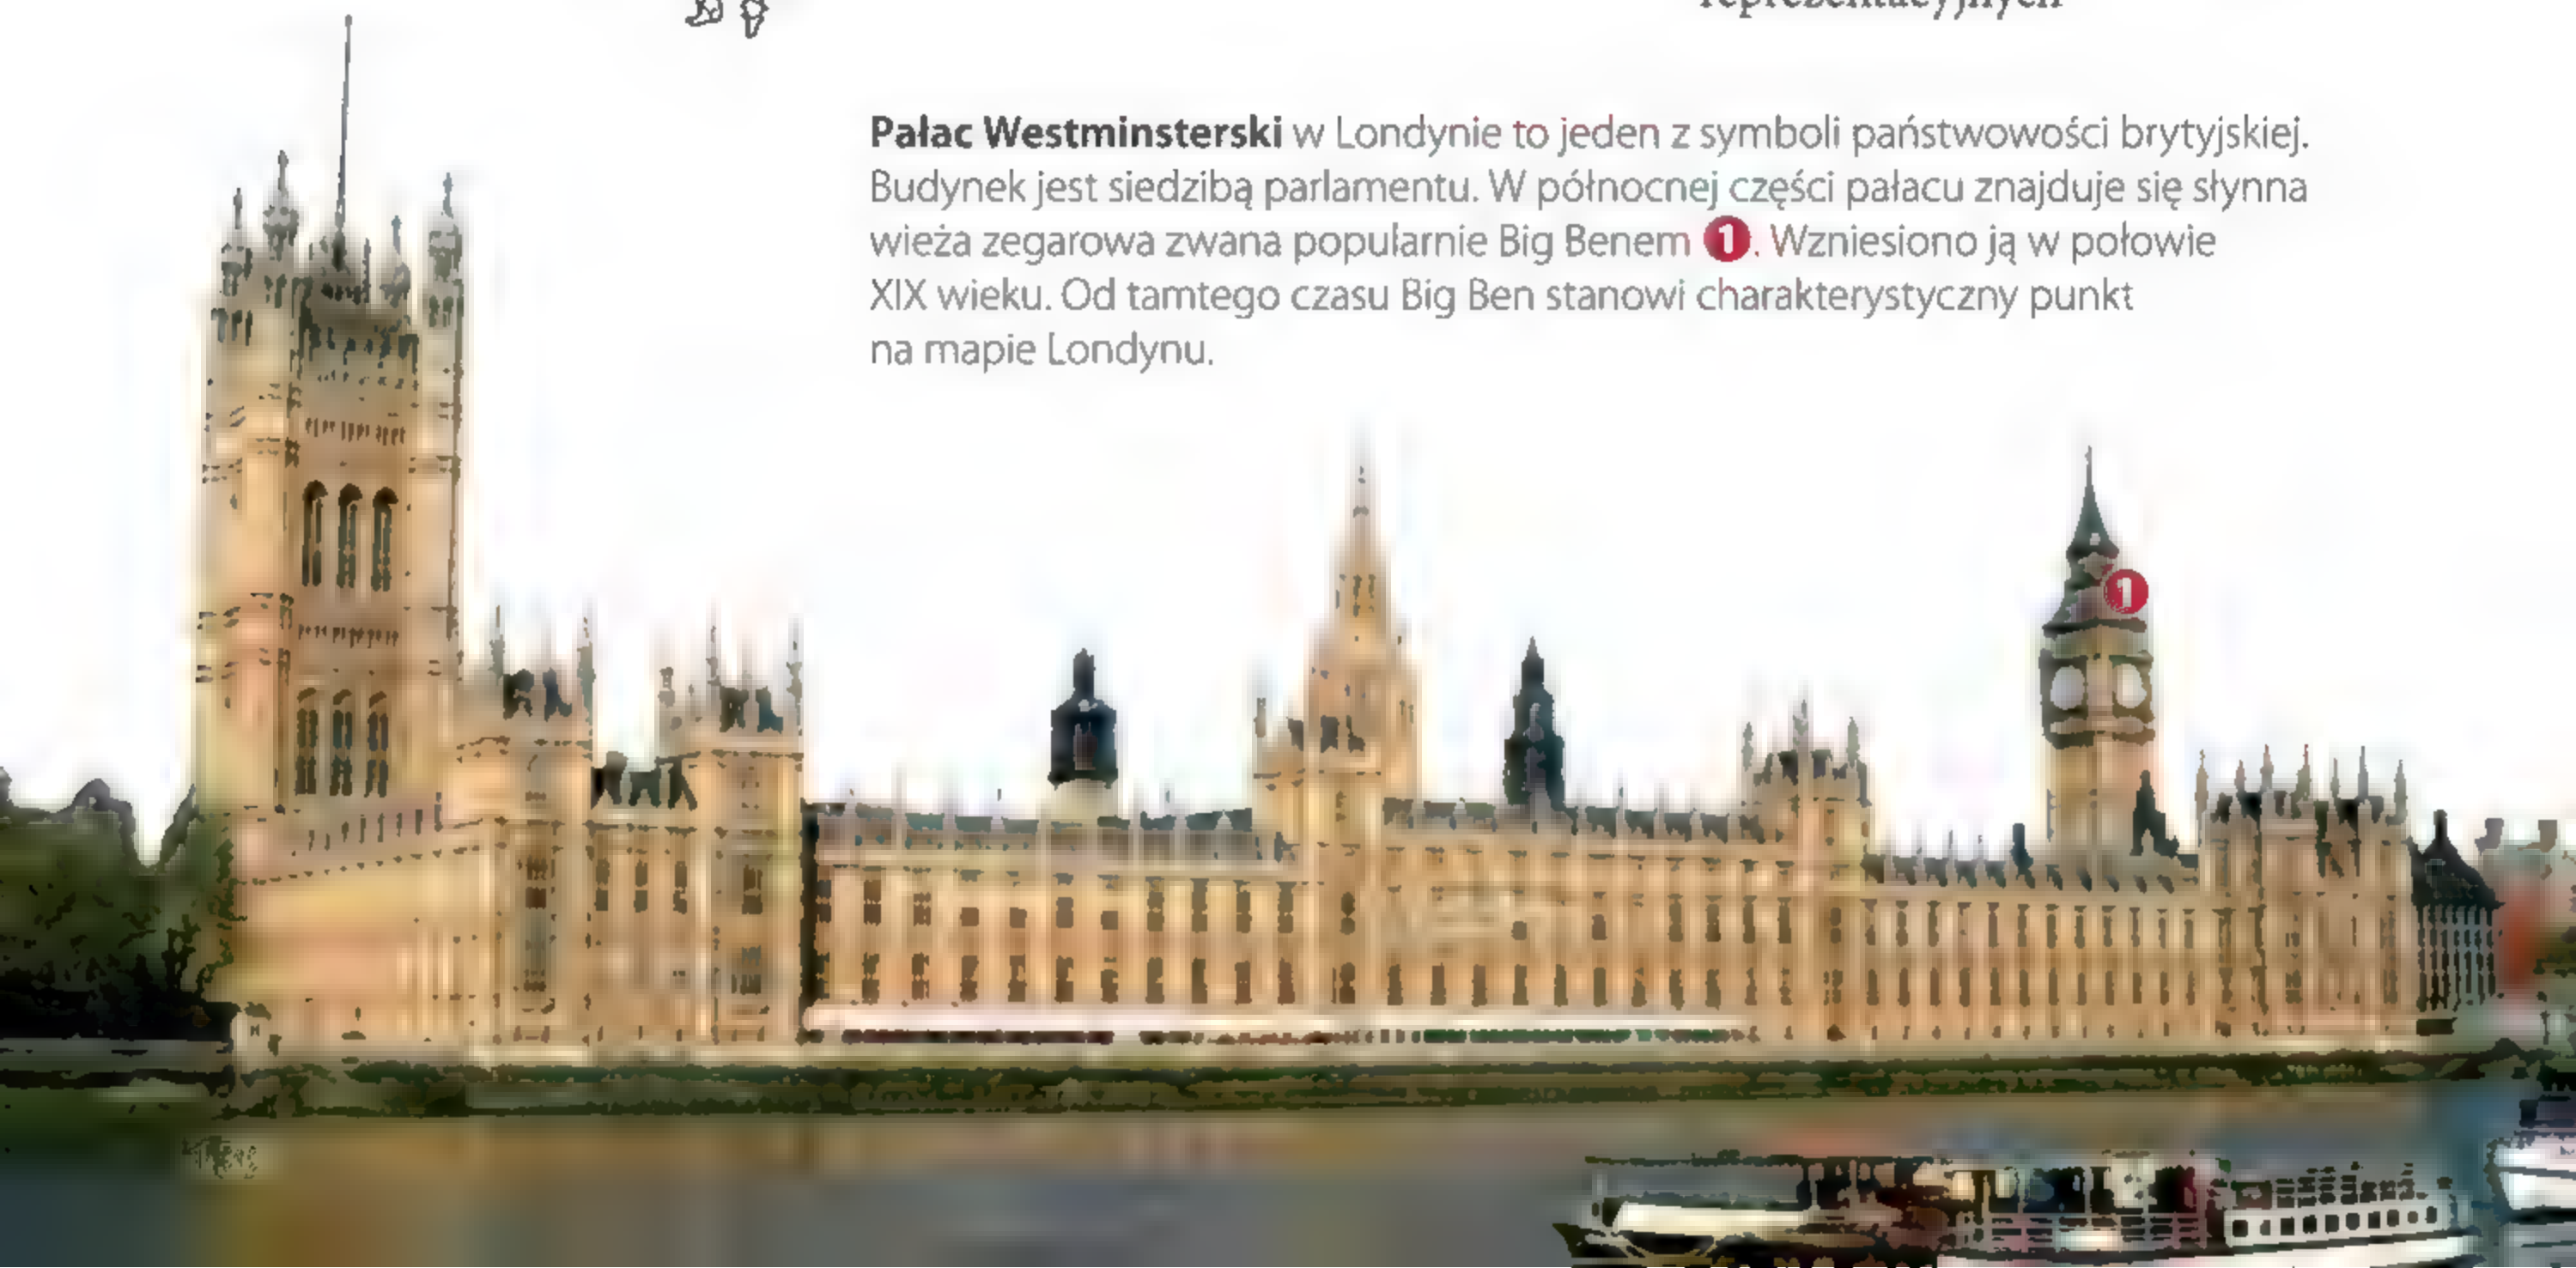 reprezentacyjnych
Pałac Westminsterski w Londynie to jeden z symboli państwowości brytyjskiej.
Budynek jest siedzibą parlamentu. W północnej części pałacu znajduje się słynna
wieża zegarowa zwana popularnie Big Benem 1. Wzniesiono ją w połowie
XIX wieku. Od tamtego czasu Big Ben stanowi charakterystyczny punkt
na mapie Londynu.
1